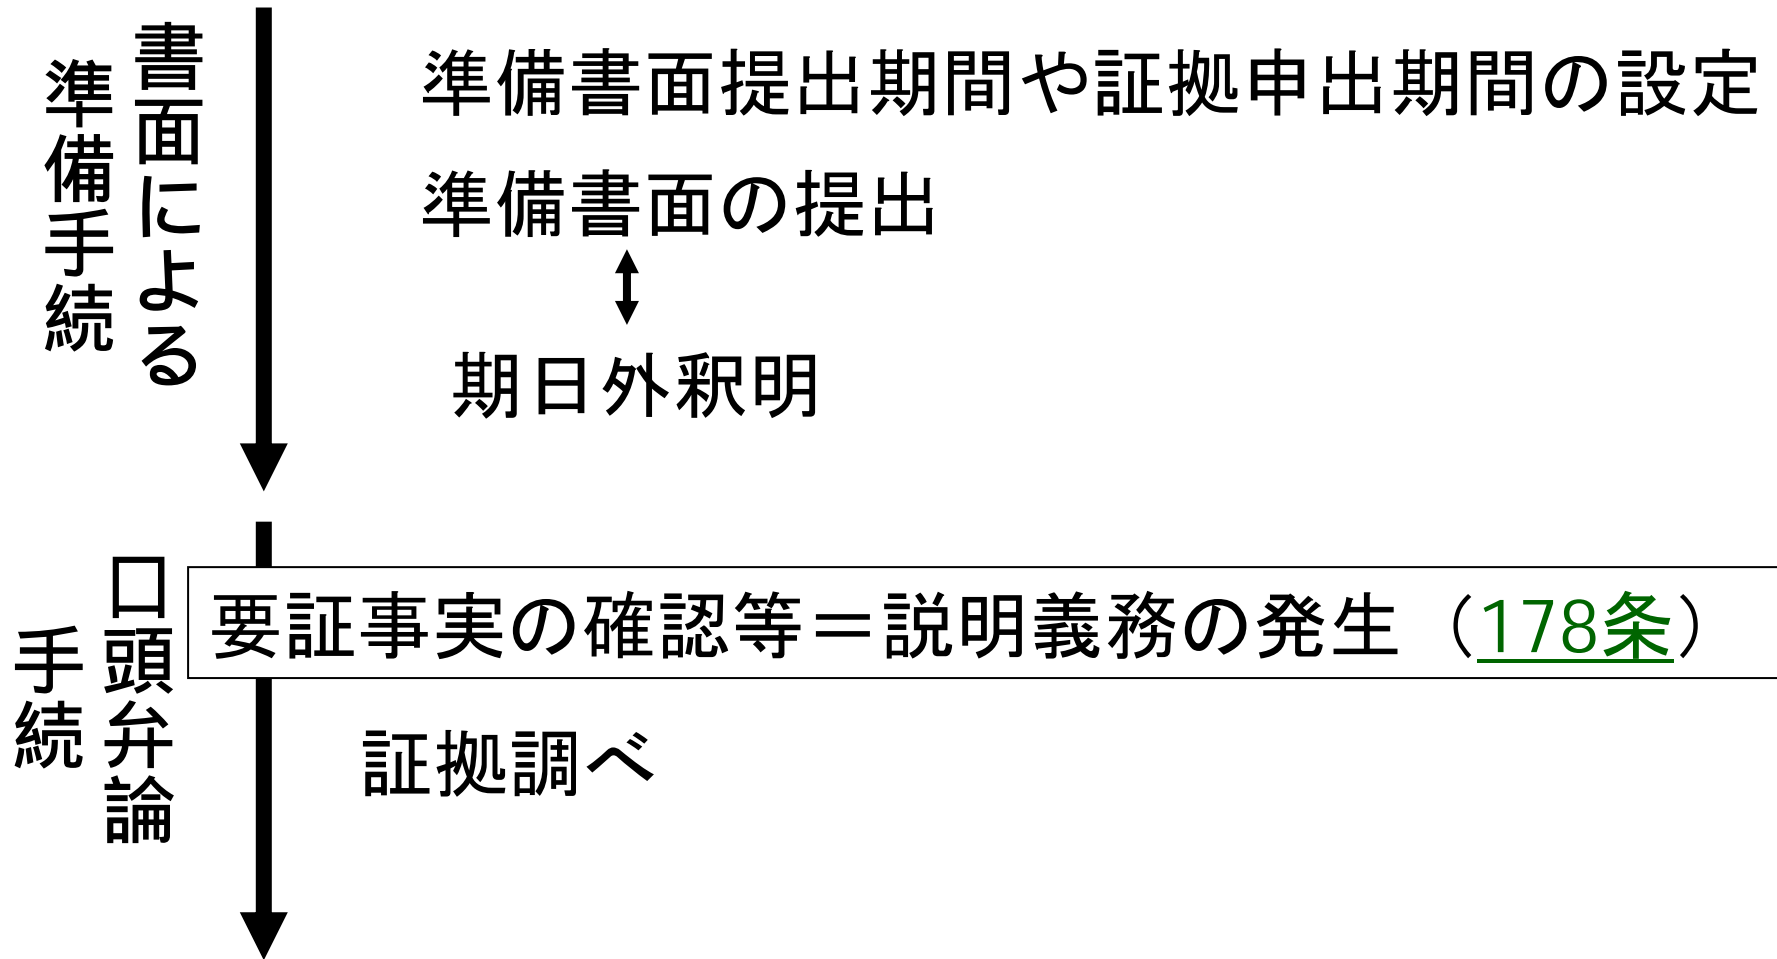 書面による
準備手続
準備書面提出期間や証拠申出期間の設定
準備書面の提出
期日外釈明
口頭弁論
手続
要証事実の確認等＝説明義務の発生（178条）
証拠調べ